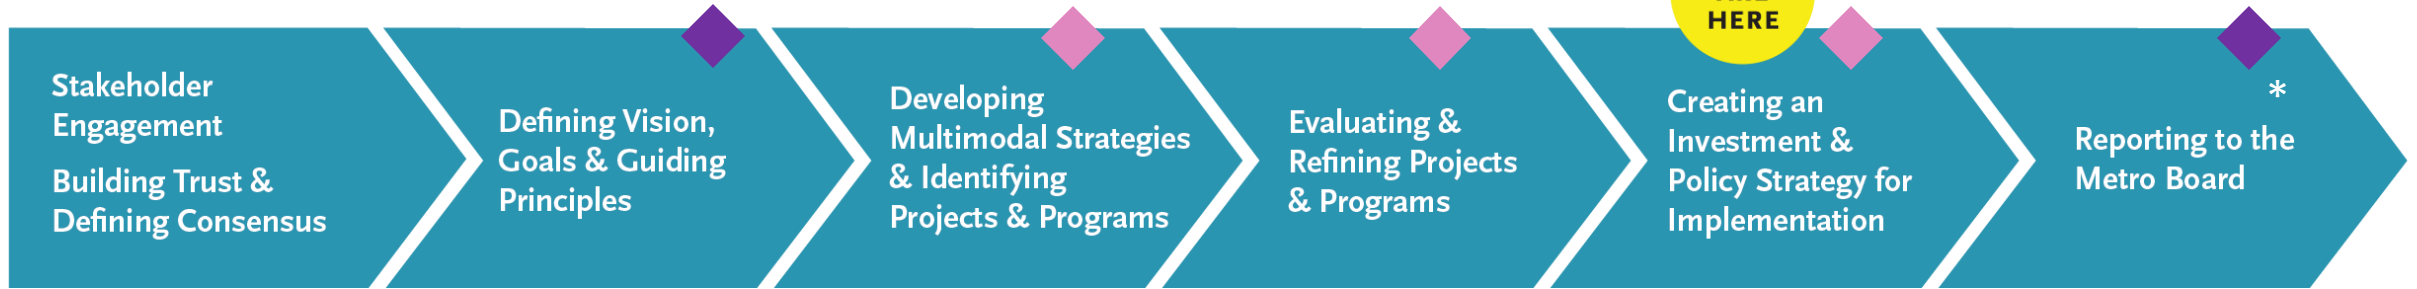 HERE
Stakeholder
Engagement
Building Trust &
Defining Consensus
Defining Vision,
Goals & Guiding
Principles
Developing
Multimodal Strategies
& Identifying
Projects & Programs
Evaluating &
Refining Projects
& Programs
Creating an
Investment &
Policy Strategy for
Implementation
*
Reporting to the
Metro Board